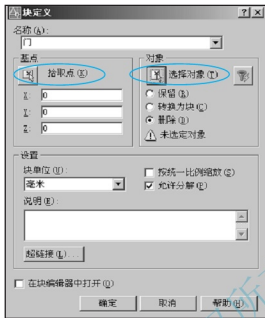 块定义
名称(A):
门
基点
拾取点(K)
X: 0
Y: 0
Z: 0
对象
选择对象(T)
保留(R)
转换为块(C)
删除(D)
未选定对象
设置
块单位(U):
毫米
按统一比例缩放(S)
允许分解(P)
说明(E):
超链接(L)...
在块编辑器中打开(O)
确定
取消
帮助(H)